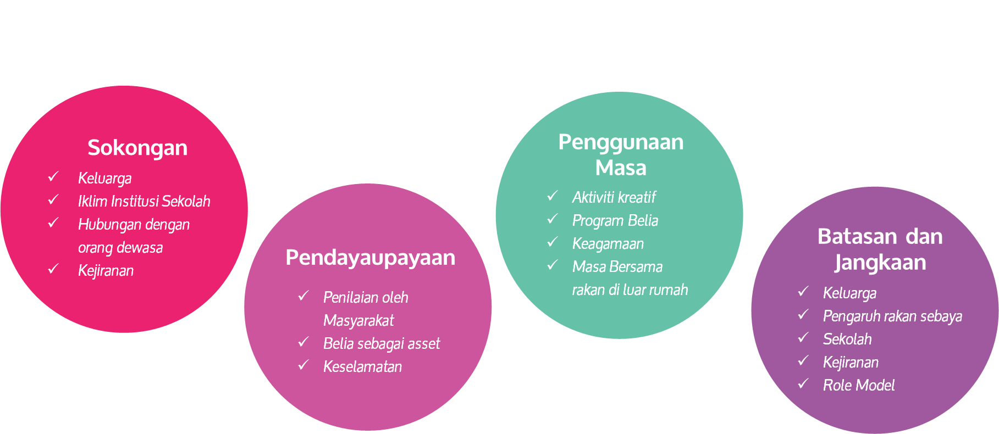 Sokongan
✓ Keluarga
✓ Iklim Institusi Sekolah
✓ Hubungan dengan
orang dewasa
✓ Kejiranan
Pendayaupayaan
✓ Penilaian oleh
Masyarakat
✓ Belia sebagai asset
✓ Keselamatan
Penggunaan
Masa
✓ Aktiviti kreatif
✓ Program Belia
✓ Keagamaan
✓ Masa Bersama
rakan di luar rumah
Batasan dan
Jangkaan
✓ Keluarga
✓ Pengaruh rakan sebaya
✓ Sekolah
✓ Kejiranan
✓ Role Model